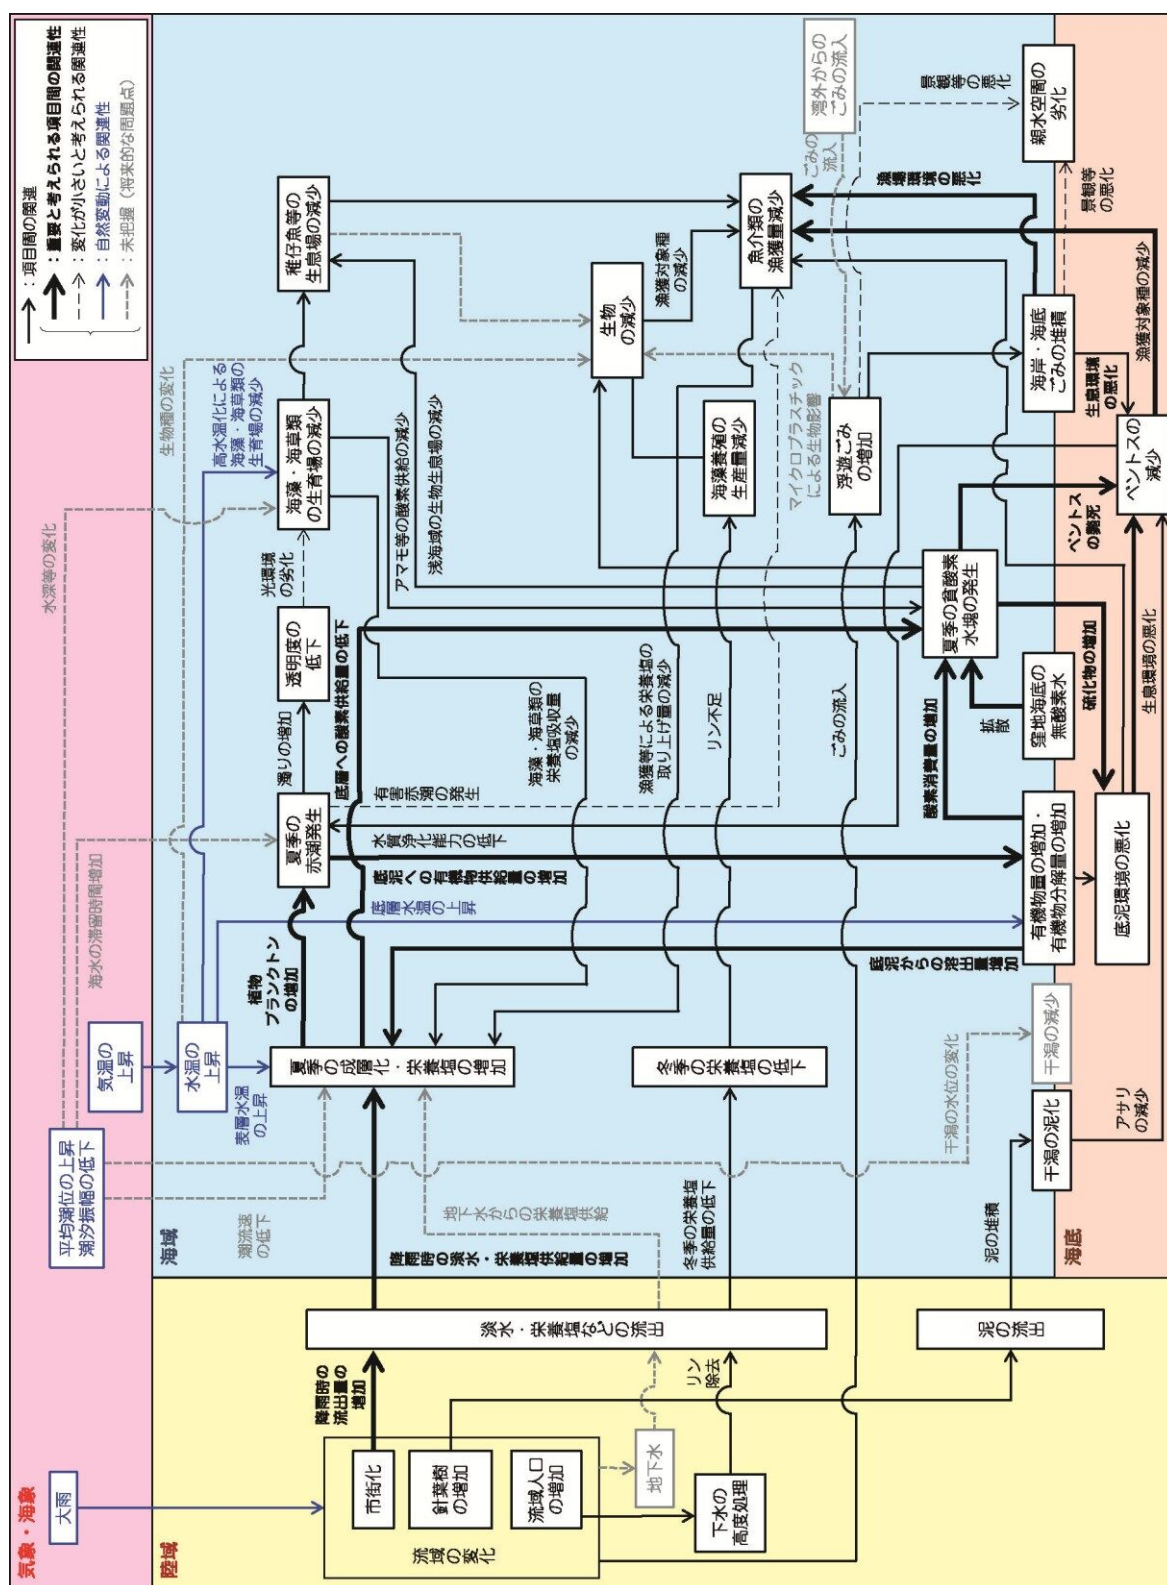 気象・海象
大雨
平均潮位の上昇
潮汐振幅の低下
気温の
上昇
水温の
上昇
→：項目間の関連
：重要と考えられる項目間の関連性
：変化が小さいと考えられる関連性
：自然変動による関連性
：未把握（将来的な問題点）
陸域
流域の変化
市街化
針葉樹
の増加
流域人口
の増加
地下水
下水の
高度処理
降雨時の
流出量の
増加
リン
除去
淡水・栄養塩などの流出
泥の流出
海域
潮流速
の低下
表層水温
の上昇
海水の滞留時間増加
水深等の変化
生物種の変化
高水温化による
海藻・海草類の
生育場の減少
降雨時の淡水・栄養塩供給量の増加
地下水からの栄養塩供給
冬季の栄養塩
供給量の低下
泥の堆積
夏季の成層化・栄養塩の増加
冬季の栄養塩の低下
植物
プランクトン
の増加
夏季の
赤潮発生
濁りの増加
透明度の
低下
光環境
の劣化
海藻・海草類
の生育場の減少
稚仔魚等の
生息場の減少
底層への酸素供給量の低下
アマモ等の酸素供給の減少
浅海域の生物生息場の減少
有害赤潮の発生
水質浄化能力の低下
底泥への有機物供給量の増加
底層水温の上昇
底泥からの溶出量増加
海藻・海草類の
栄養塩吸収量
の減少
漁獲等による栄養塩の
取り上げ量の減少
リン不足
ごみの流入
生物
の減少
漁獲対象種
の減少
海藻養殖の
生産量減少
魚介類の
漁獲量減少
マイクロプラスチック
による生物影響
浮遊ごみ
の増加
湾外からの
ごみの流入
ごみの
流入
漁場環境の悪化
景観等
の悪化
夏季の貧酸素
水塊の発生
酸素消費量の増加
拡散
硫化物の増加
ベントス
の斃死
生息環境
の悪化
景観等
の悪化
漁獲対象種の減少
干潟の水位の変化
海底
干潟の泥化
干潟の減少
アサリ
の減少
有機物量の増加・
有機物分解量の増加
窪地海底の
無酸素水
底泥環境の悪化
生息環境の悪化
ベントスの
減少
海岸・海底
ごみの堆積
親水空間の
劣化